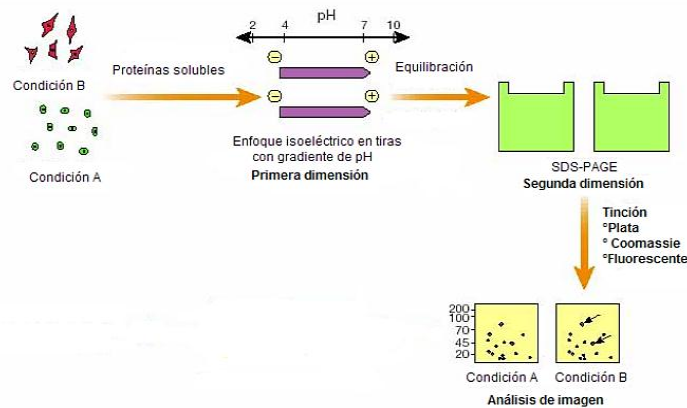 pH
2 4 7 10
Condición B
Proteínas solubles
− +
Equilibración
− +
Condición A
Enfoque isoeléctrico en tiras
con gradiente de pH
Primera dimensión
SDS-PAGE
Segunda dimensión
Tinción
°Plata
° Coomassie
°Fluorescente
200
100
70
45
20
Condición A Condición B
Análisis de imagen